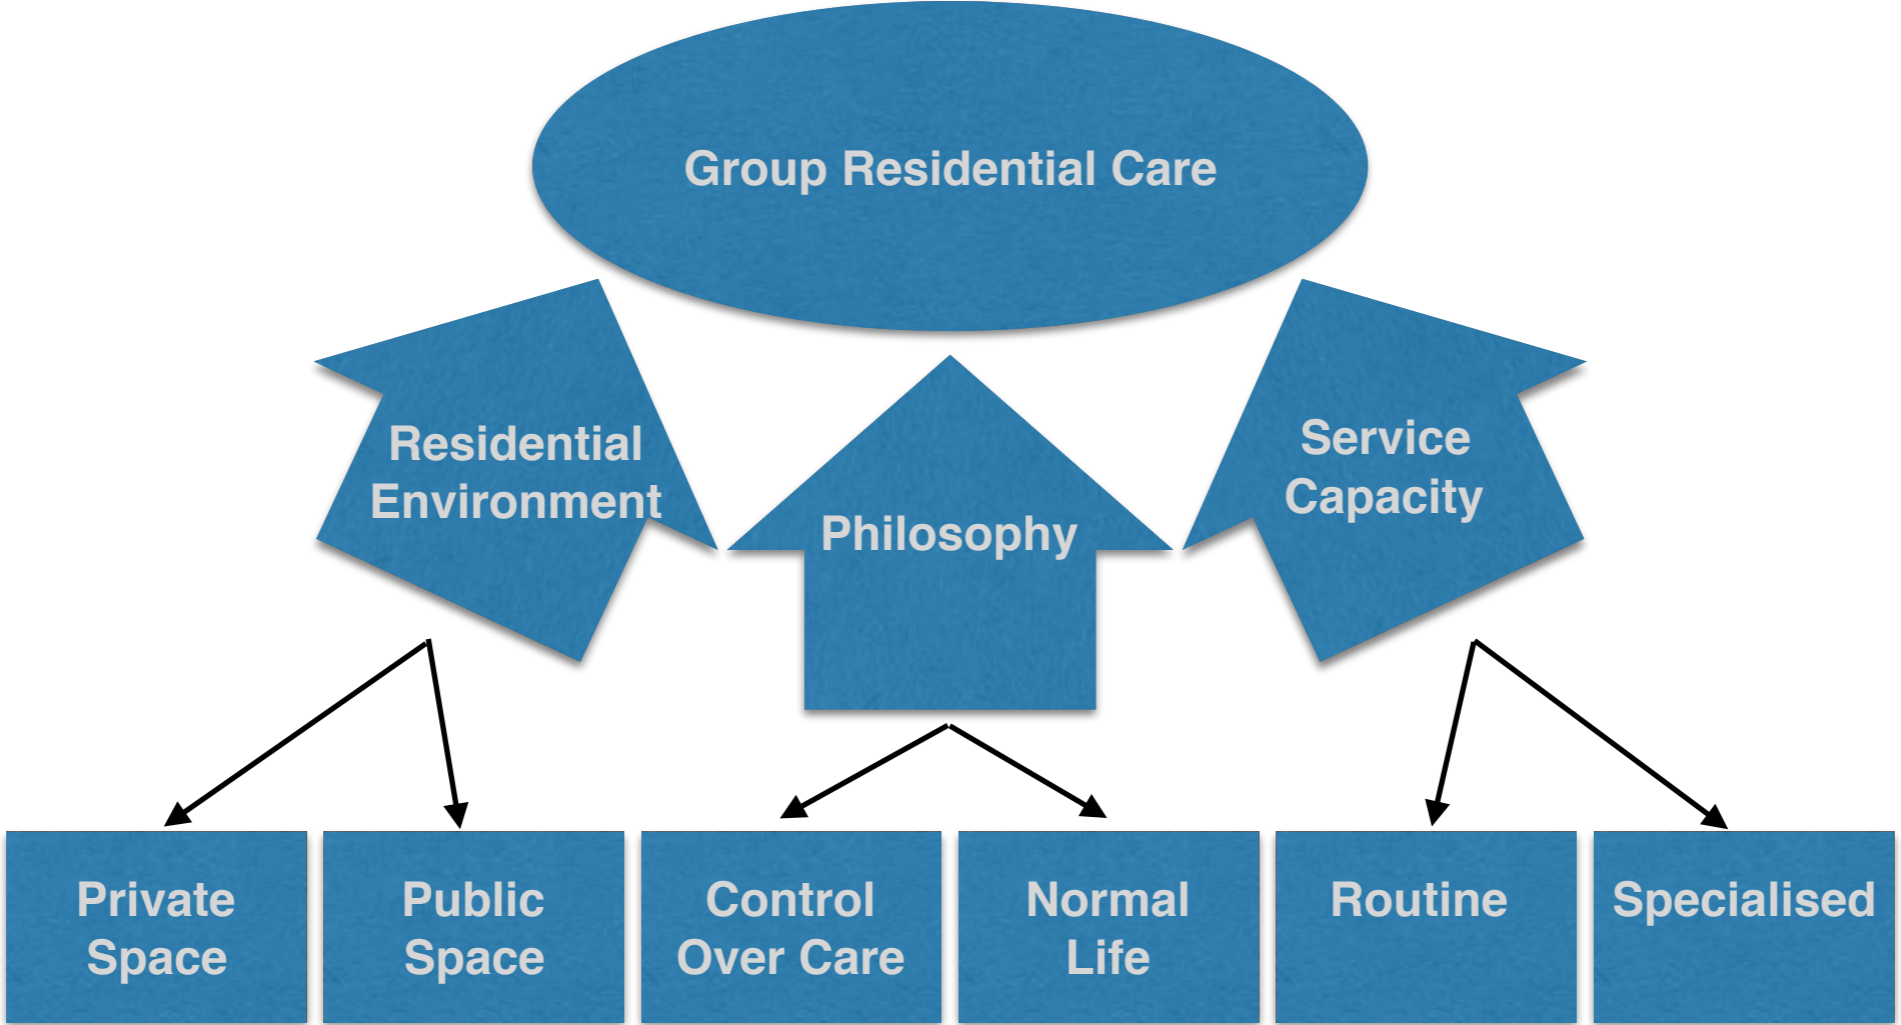 Group Residential Care
Residential
Environment
Philosophy
Service
Capacity
Private
Space
Public
Space
Control
Over Care
Normal
Life
Routine
Specialised